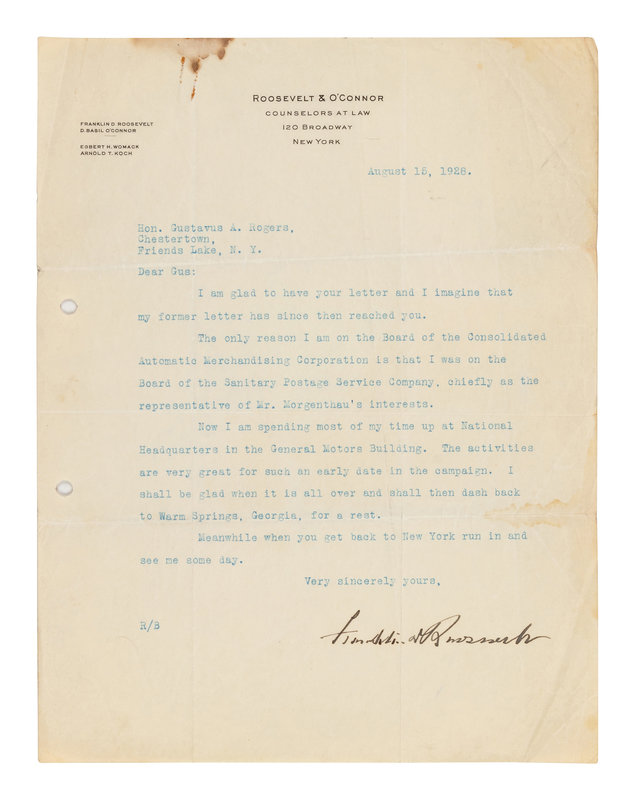 ROOSEVELT & O'CONNOR
COUNSELORS AT LAW
120 BROADWAY
NEW YORK
FRANKLIN D. ROOSEVELT
D. BASIL O'CONNOR
EGBERT H. WOMACK
ARNOLD T. KOCH
August 15, 1928.
Hon. Gustavus A. Rogers,
Chestertown,
Friends Lake, N. Y.
Dear Gus:
I am glad to have your letter and I imagine that
my former letter has since then reached you.
The only reason I am on the Board of the Consolidated
Automatic Merchandising Corporation is that I was on the
Board of the Sanitary Postage Service Company, chiefly as the
representative of Mr. Morgenthau's interests.
Now I am spending most of my time up at National
Headquarters in the General Motors Building. The activities
are very great for such an early date in the campaign. I
shall be glad when it is all over and shall then dash back
to Warm Springs, Georgia, for a rest.
Meanwhile when you get back to New York run in and
see me some day.
Very sincerely yours,
R/B
Franklin D Roosevelt